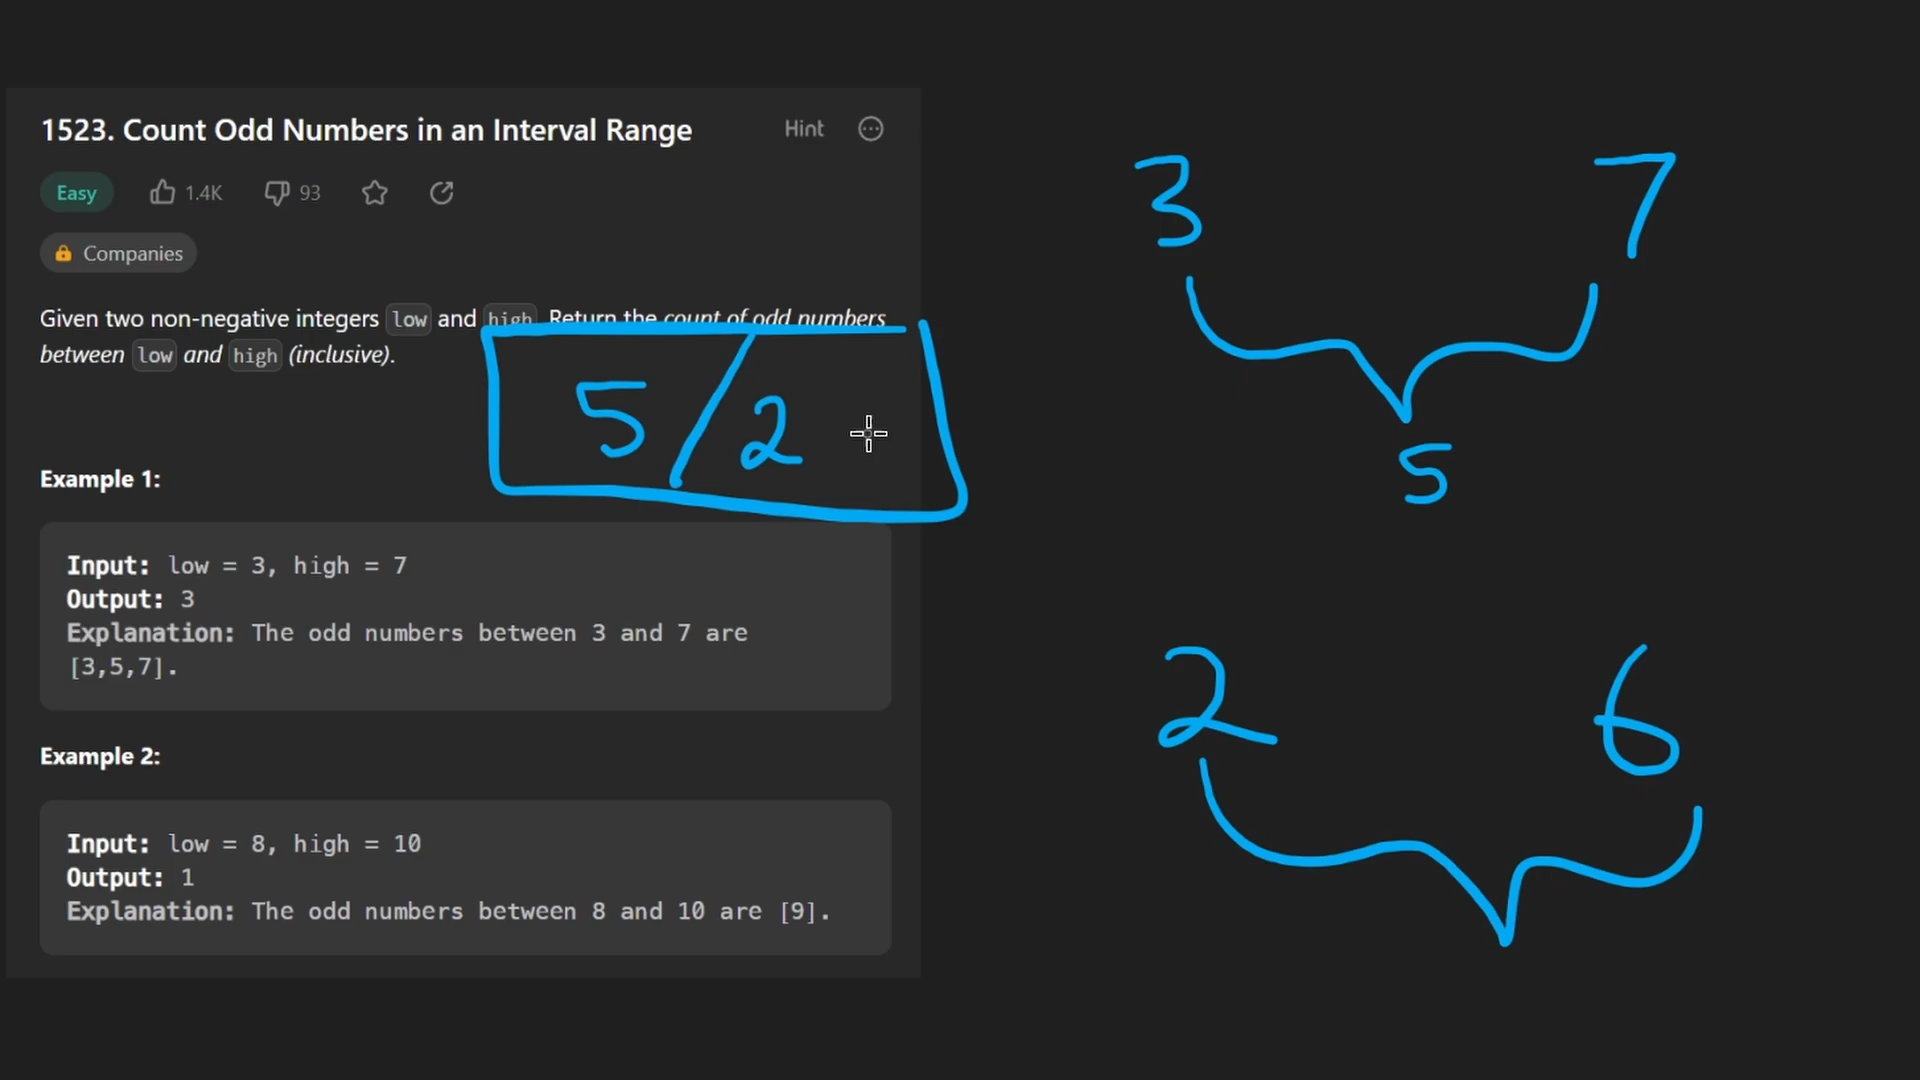 1523. Count Odd Numbers in an Interval Range
Hint
Easy 1.4K 93
Companies
Given two non-negative integers low and high. Return the count of odd numbers
between low and high (inclusive).
5/2
Example 1:
Input: low = 3, high = 7
Output: 3
Explanation: The odd numbers between 3 and 7 are
[3,5,7].
Example 2:
Input: low = 8, high = 10
Output: 1
Explanation: The odd numbers between 8 and 10 are [9].
3 7
5
2 6